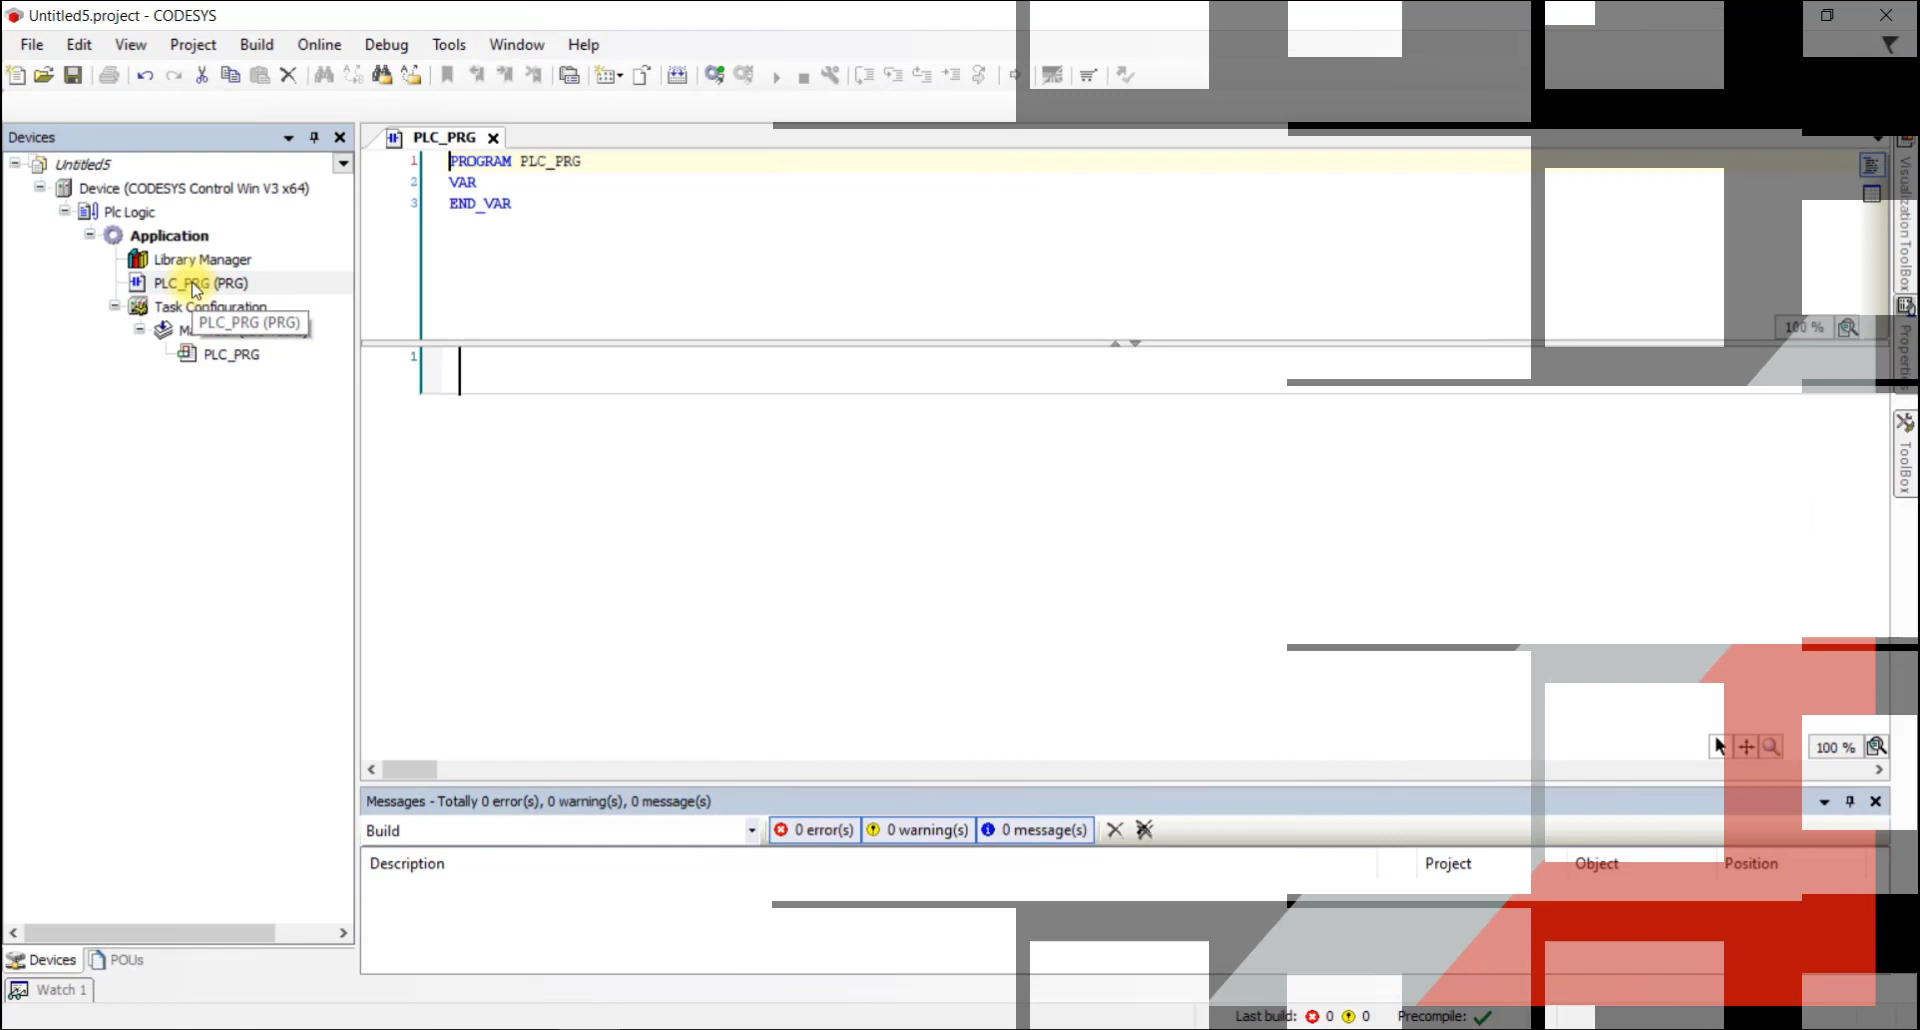 Untitled5.project - CODESYS
File Edit View Project Build Online Debug Tools Window Help
Devices
Untitled5
Device (CODESYS Control Win V3 x64)
Plc Logic
Application
Library Manager
PLC_PRG (PRG)
Task Configuration
PLC_PRG (PRG)
PLC_PRG
Devices POUs
Watch 1
PLC_PRG
1 PROGRAM PLC_PRG
2 VAR
3 END_VAR
100 %
1
100 %
Visualization ToolBox
Properties
ToolBox
Messages - Totally 0 error(s), 0 warning(s), 0 message(s)
Build 0 error(s) 0 warning(s) 0 message(s)
Description Project Object Position
Last build: 0 0 Precompile: